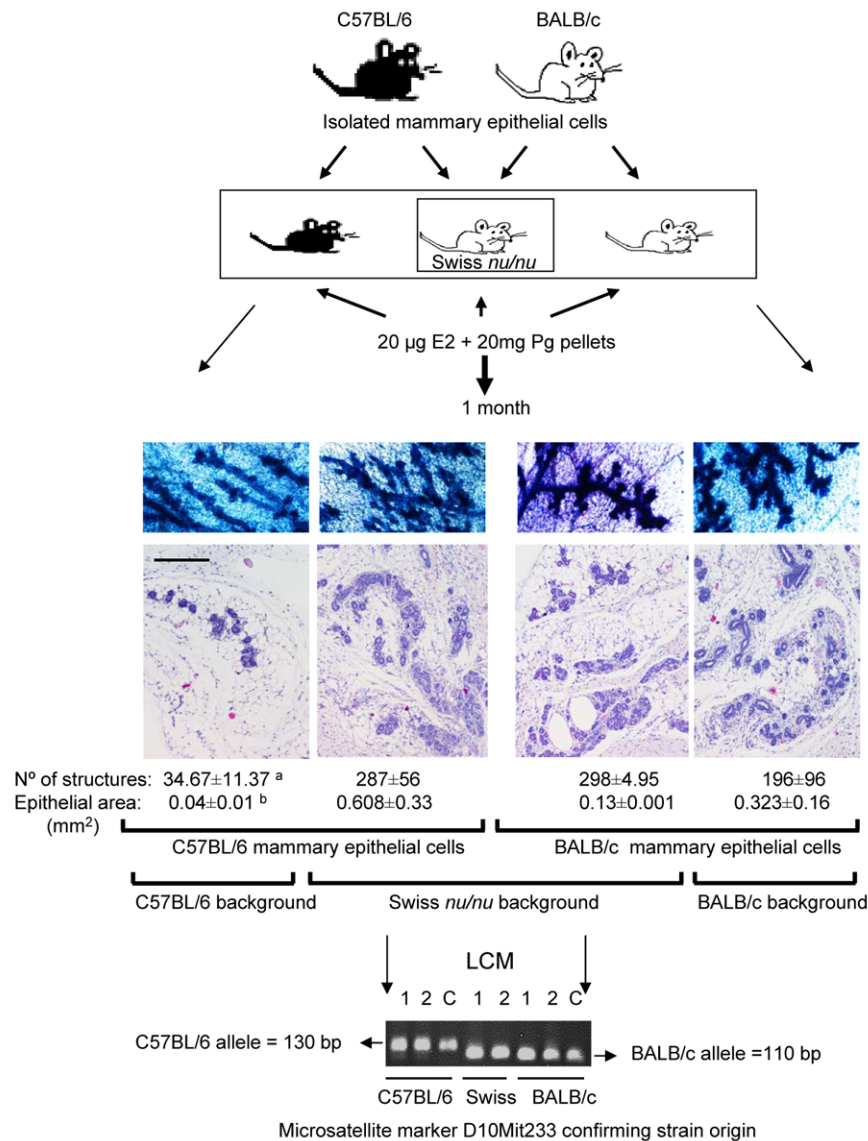 C57BL/6 BALB/c
Isolated mammary epithelial cells
Swiss nu/nu
20 µg E2 + 20mg Pg pellets
1 month
Nº of structures: 34.67±11.37 a 287±56 298±4.95 196±96
Epithelial area: 0.04±0.01 b 0.608±0.33 0.13±0.001 0.323±0.16
(mm2)
C57BL/6 mammary epithelial cells BALB/c mammary epithelial cells
C57BL/6 background Swiss nu/nu background BALB/c background
LCM
1 2 C 1 2 1 2 C
C57BL/6 allele = 130 bp BALB/c allele =110 bp
C57BL/6 Swiss BALB/c
Microsatellite marker D10Mit233 confirming strain origin